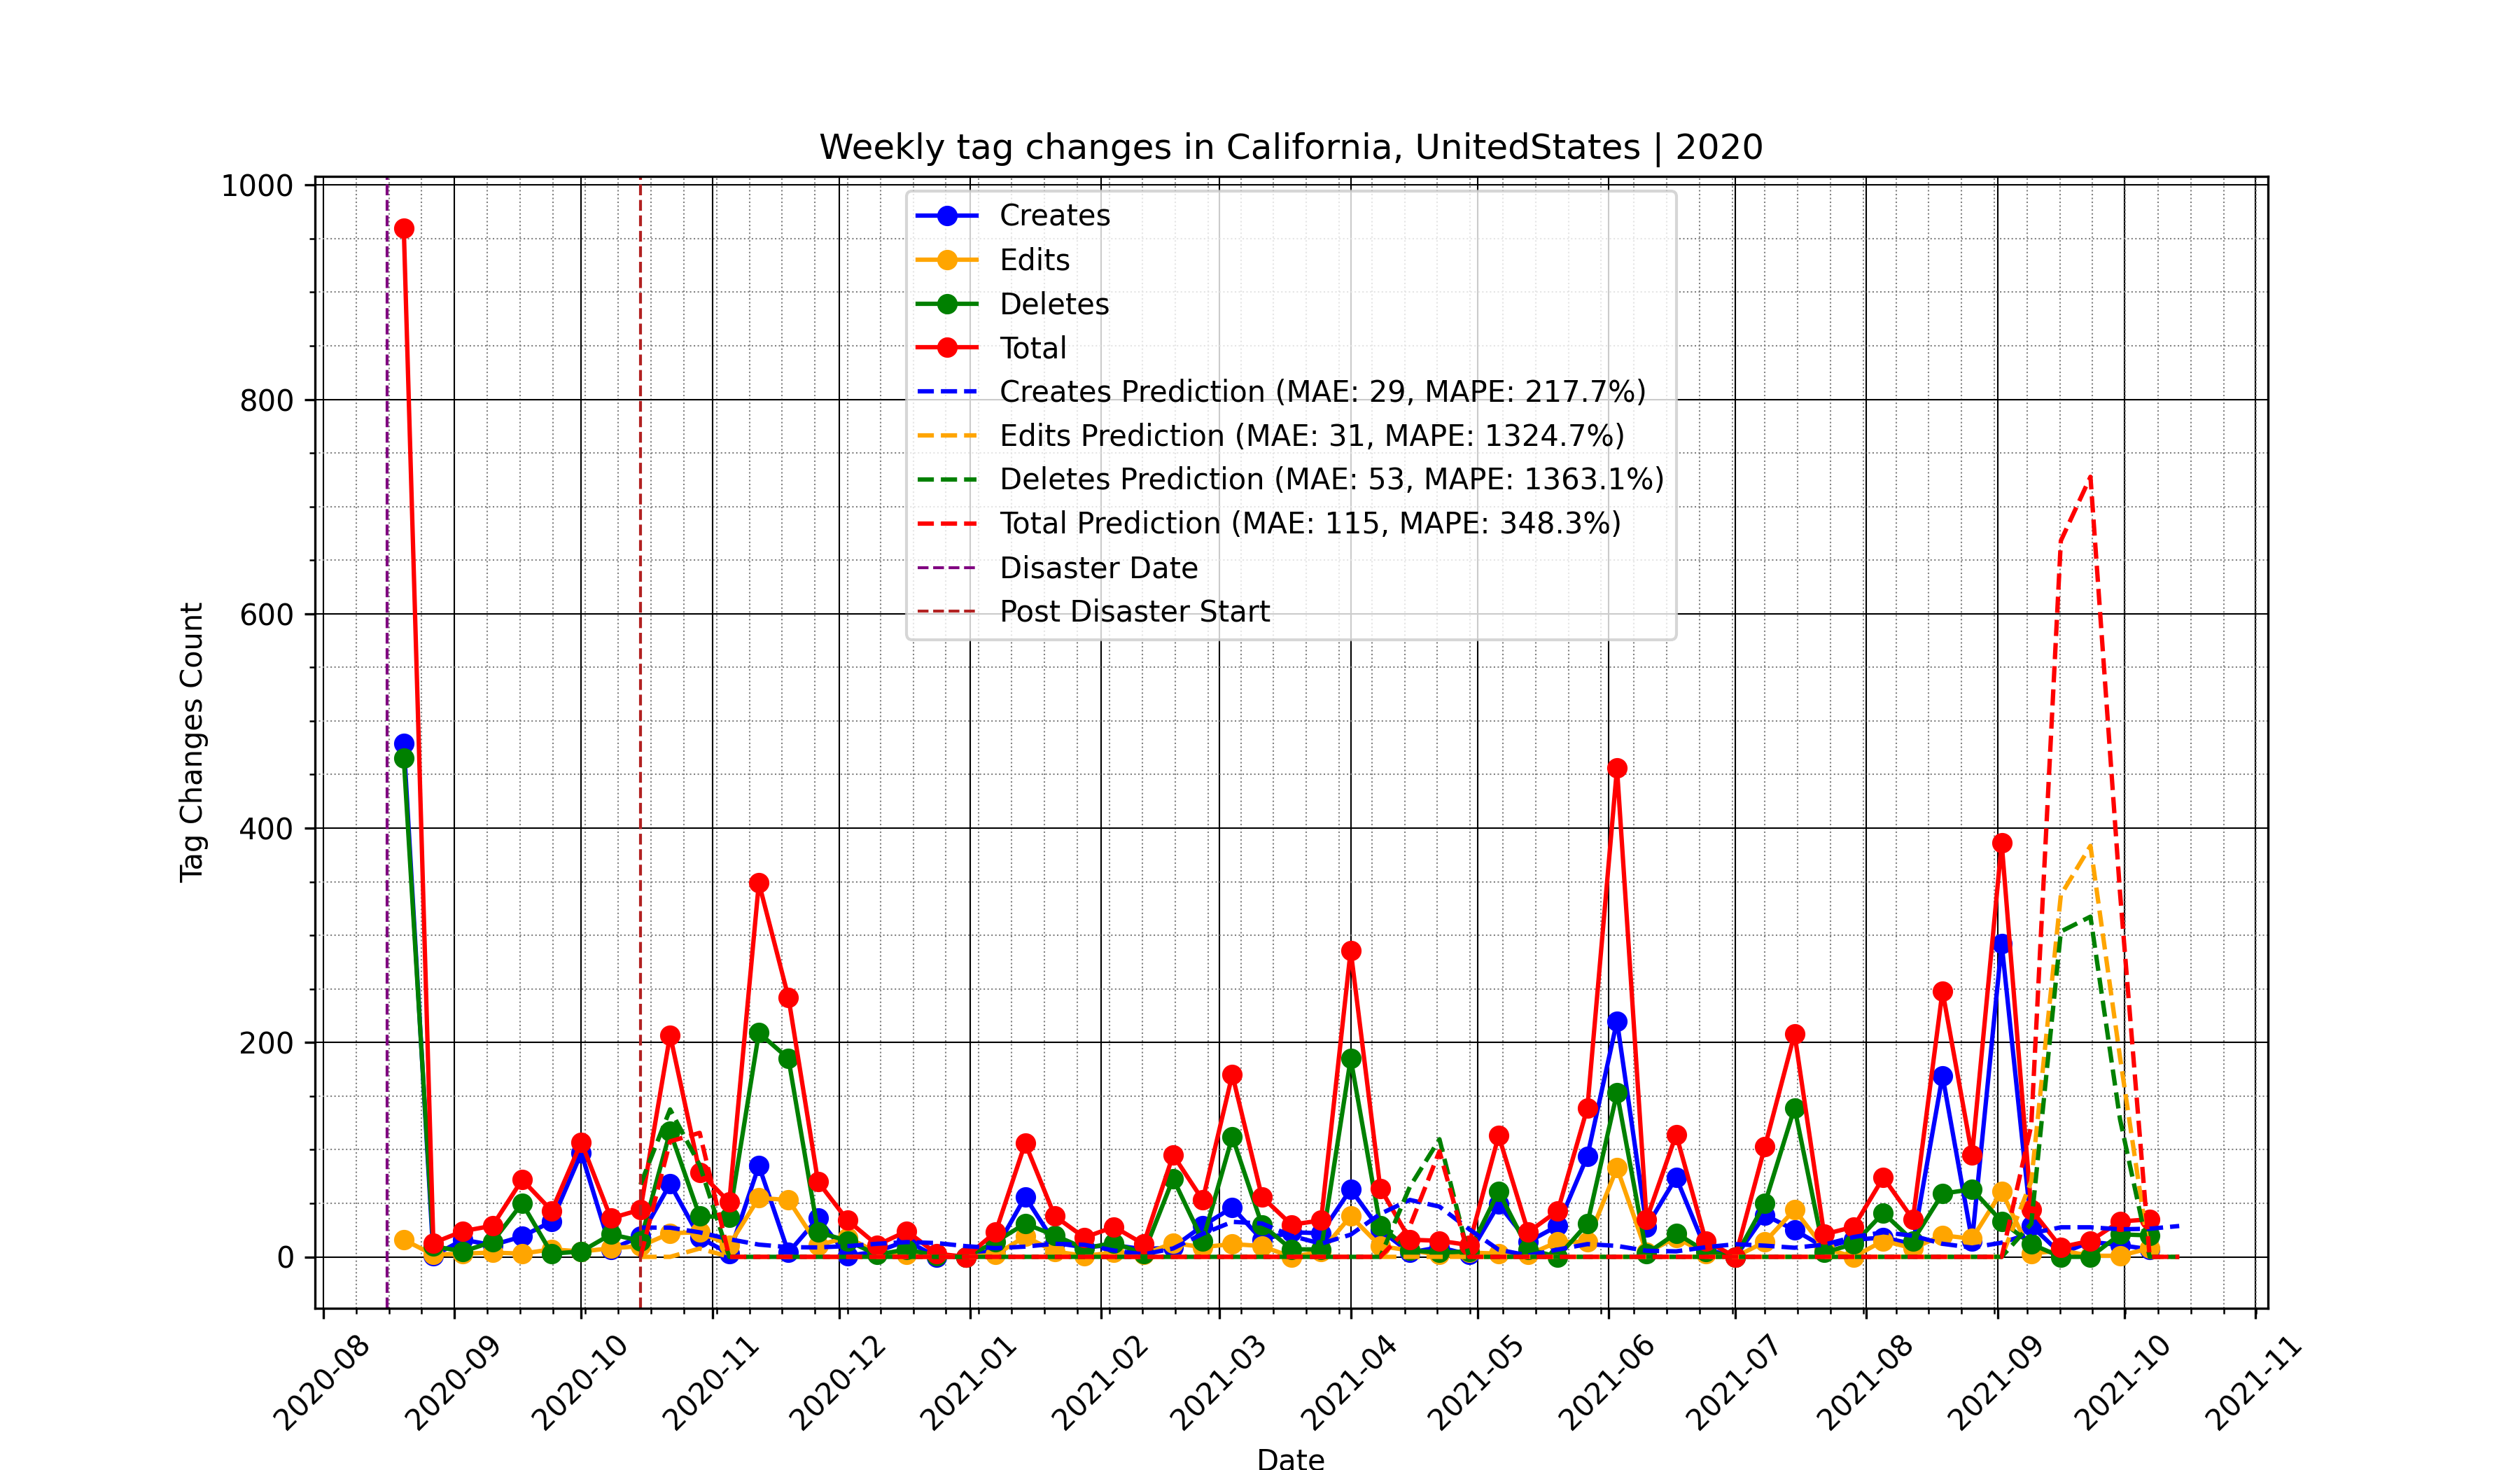 Weekly tag changes in California, UnitedStates | 2020
1000
800
600
400
200
0
Tag Changes Count
Creates
Edits
Deletes
Total
Creates Prediction (MAE: 29, MAPE: 217.7%)
Edits Prediction (MAE: 31, MAPE: 1324.7%)
Deletes Prediction (MAE: 53, MAPE: 1363.1%)
Total Prediction (MAE: 115, MAPE: 348.3%)
Disaster Date
Post Disaster Start
2020-08
2020-09
2020-10
2020-11
2020-12
2021-01
2021-02
2021-03
2021-04
2021-05
2021-06
2021-07
2021-08
2021-09
2021-10
2021-11
Date